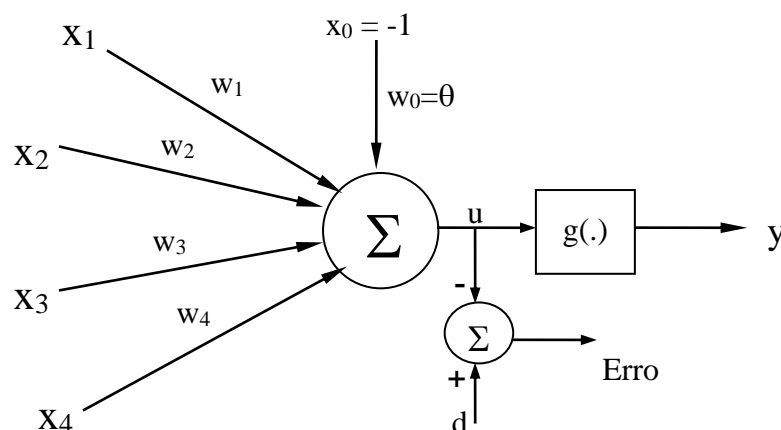 x₁
x₀ = -1
w₁
w₀=θ
w₂
x₂
Σ
u
g(.)
y
w₃
x₃
-
w₄
Σ
Erro
+
x₄
d